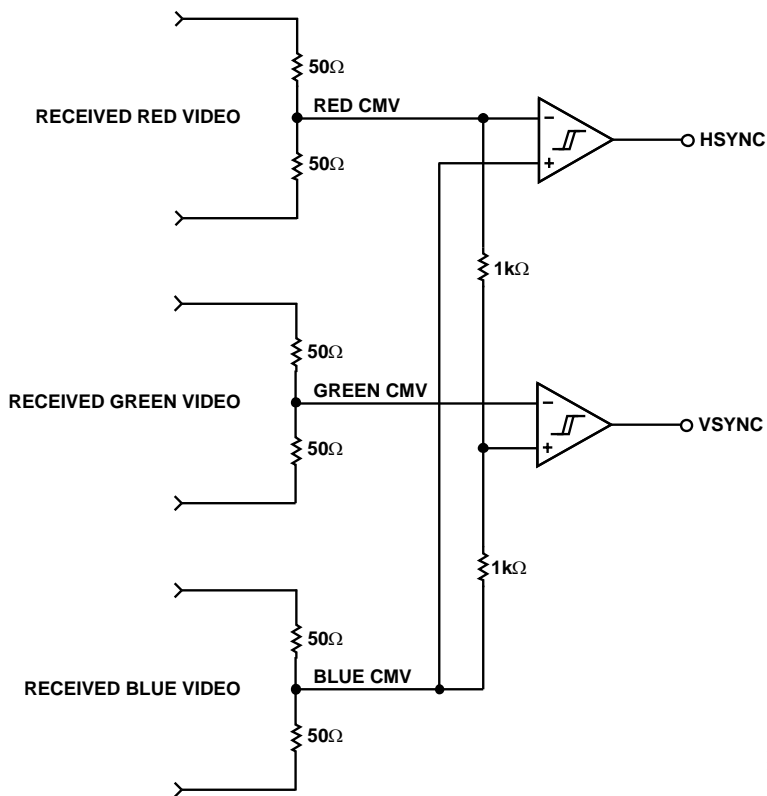 50Ω
RED CMV
RECEIVED RED VIDEO
HSYNC
50Ω
1kΩ
50Ω
GREEN CMV
RECEIVED GREEN VIDEO
VSYNC
50Ω
1kΩ
50Ω
BLUE CMV
RECEIVED BLUE VIDEO
50Ω